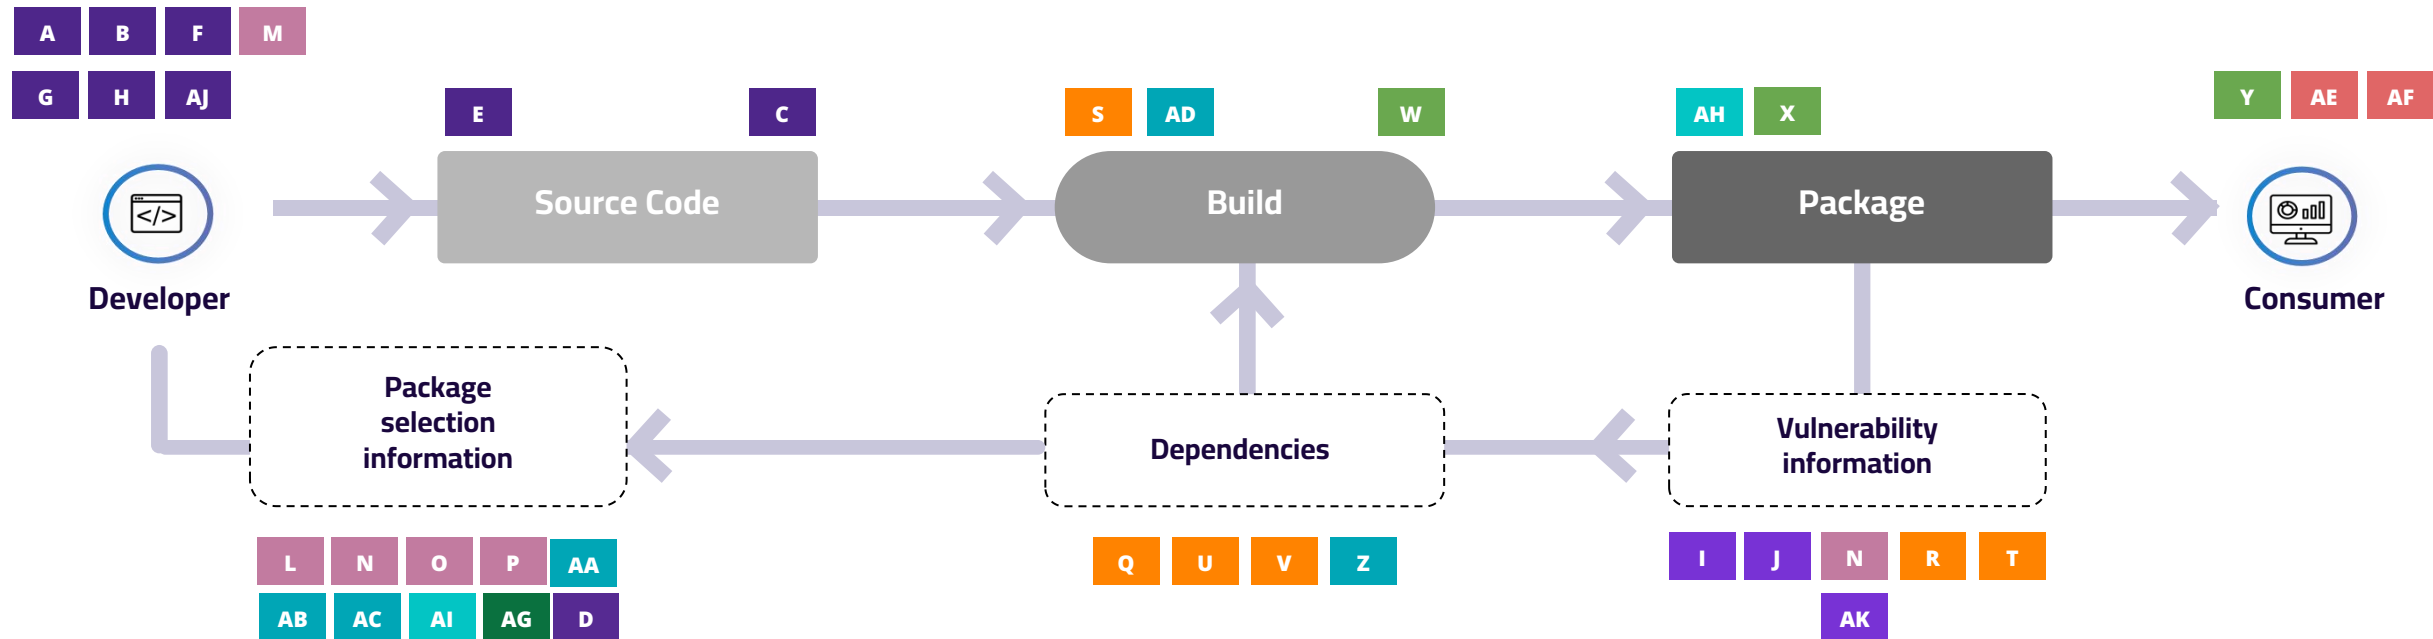 A B F M
G H AJ
E C S AD W AH X Y AE AF
</>
Source Code Build Package
Developer Consumer
Package
selection
information
Dependencies
Vulnerability
information
L N O P AA
AB AC AI AG D
Q U V Z
I J N R T
AK